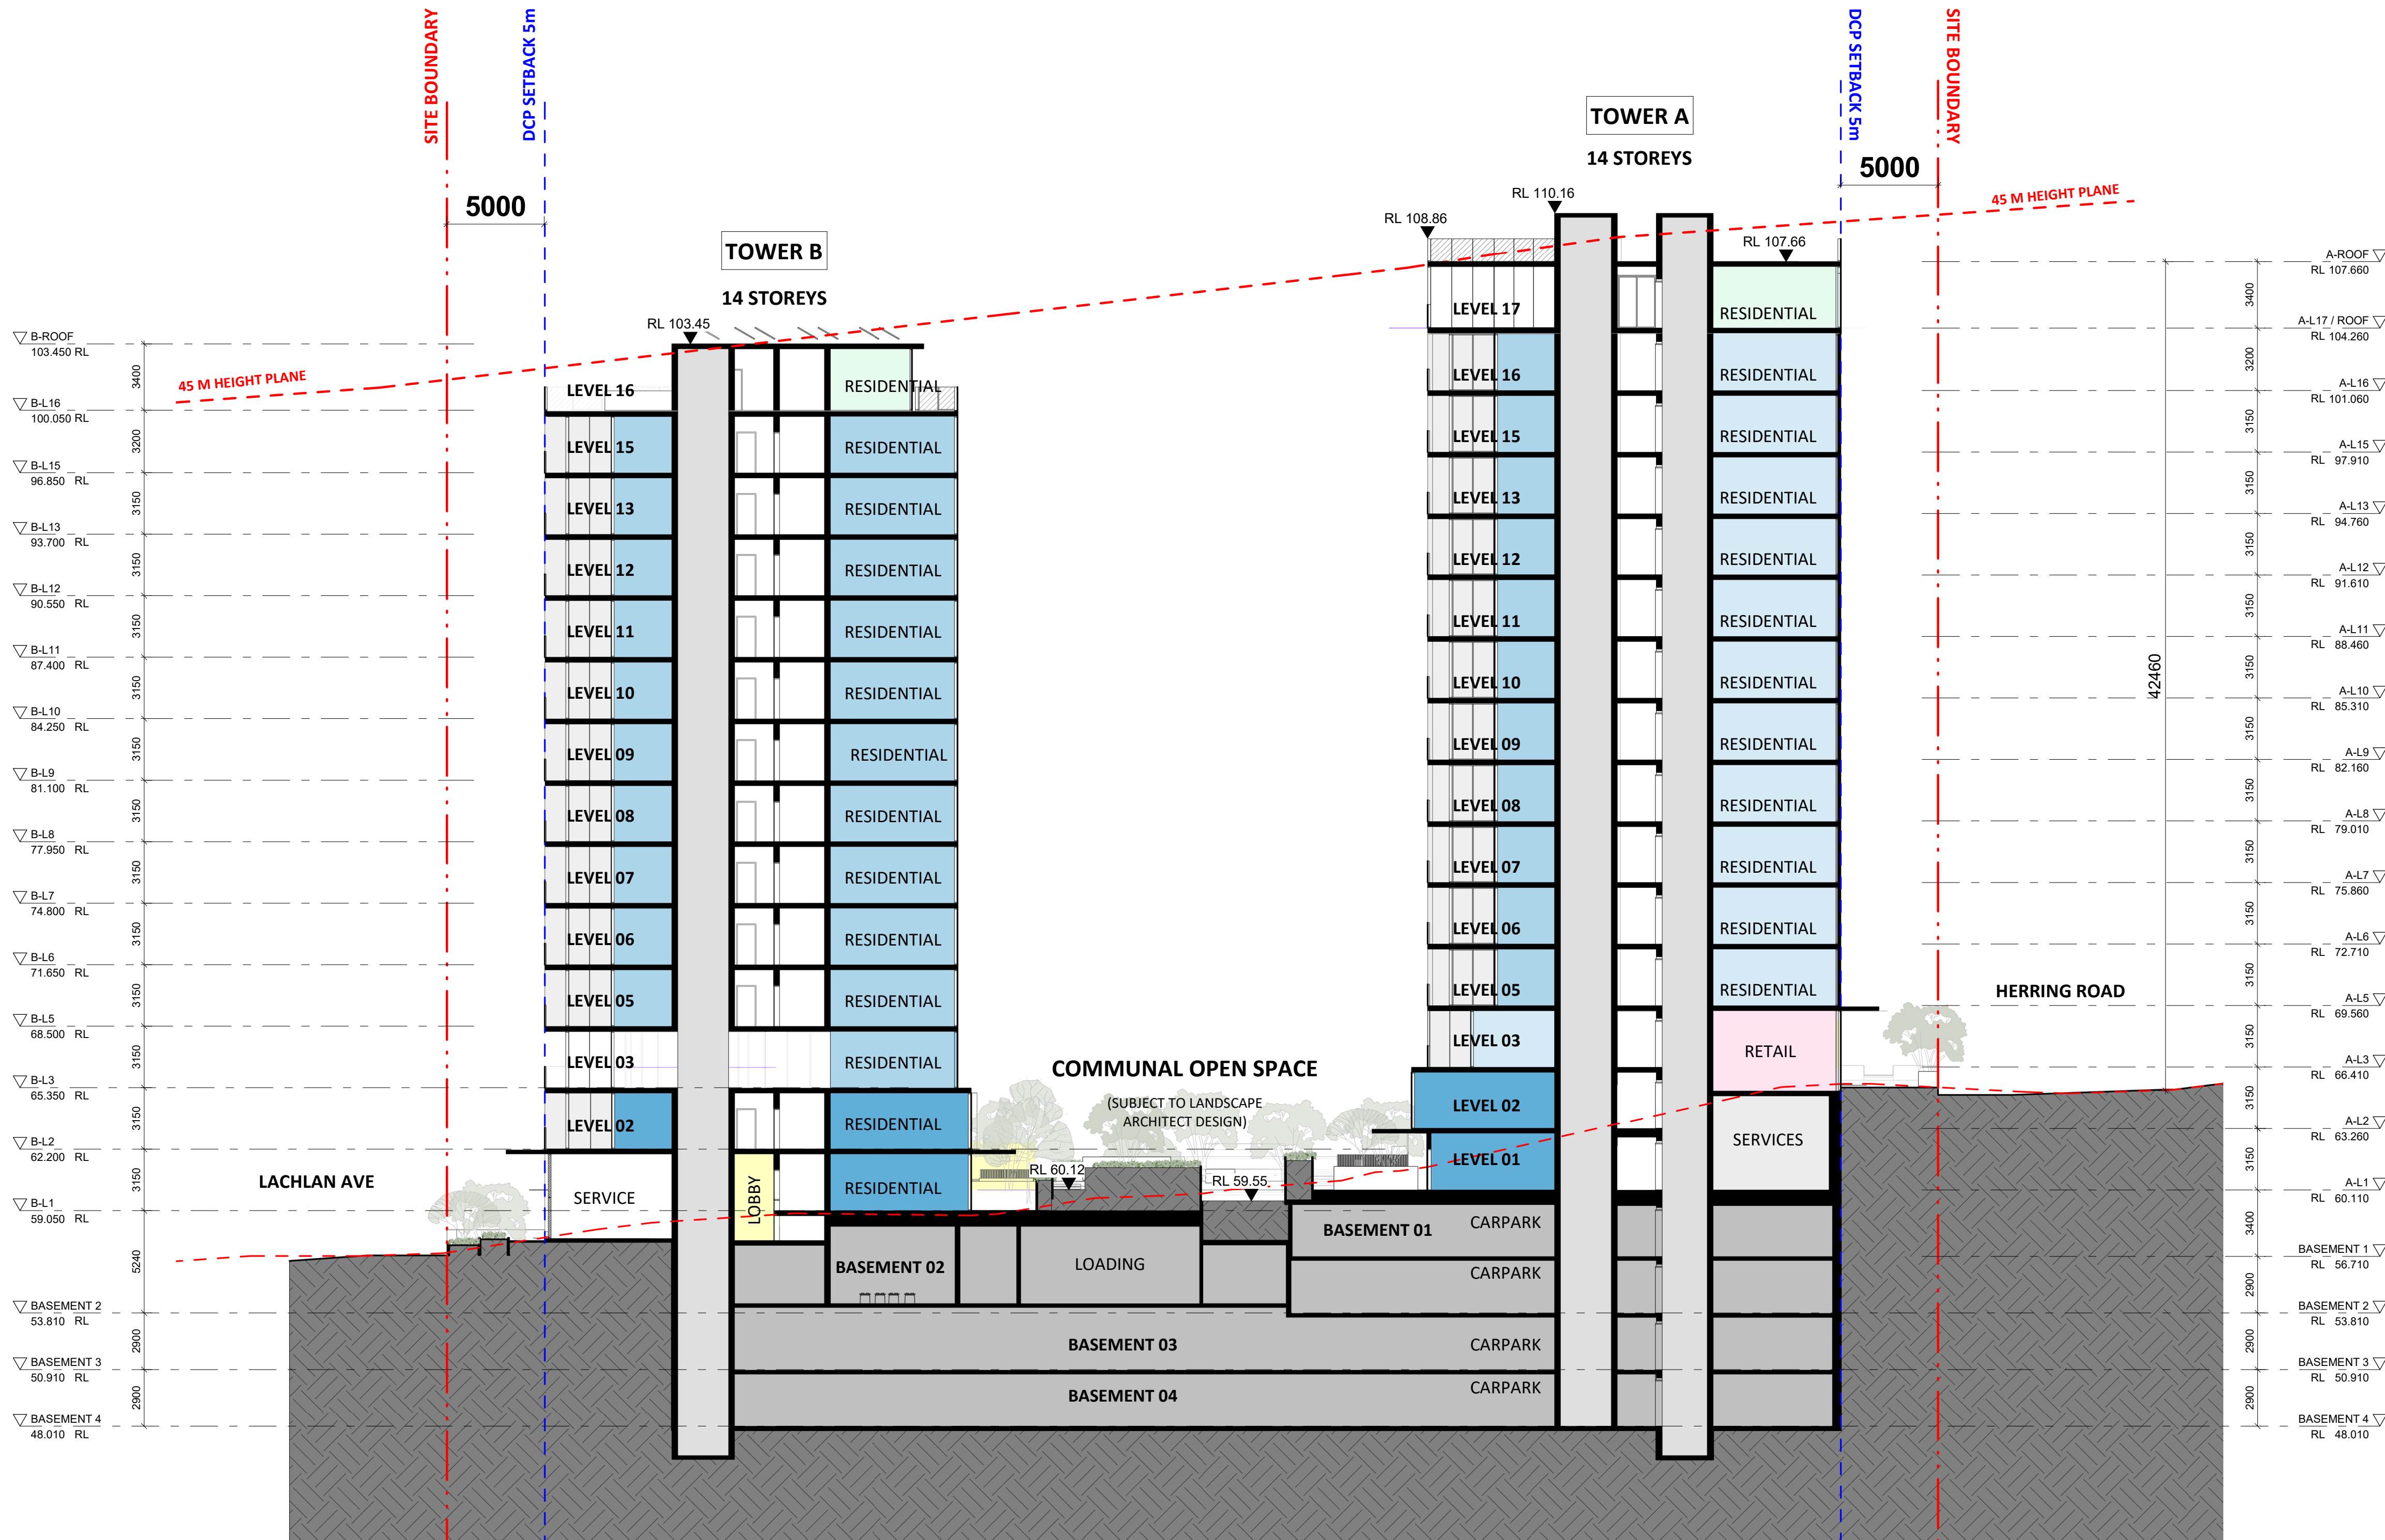 SITE BOUNDARY
DCP SETBACK 5m
DCP SETBACK 5m
SITE BOUNDARY
TOWER A
14 STOREYS
5000
5000
45 M HEIGHT PLANE
RL 110.16
RL 108.86
RL 107.66
TOWER B
14 STOREYS
RL 103.45
45 M HEIGHT PLANE
B-ROOF
103.450 RL
3400
B-L16
100.050 RL
3200
B-L15
96.850 RL
3150
B-L13
93.700 RL
3150
B-L12
90.550 RL
3150
B-L11
87.400 RL
3150
B-L10
84.250 RL
3150
B-L9
81.100 RL
3150
B-L8
77.950 RL
3150
B-L7
74.800 RL
3150
B-L6
71.650 RL
3150
B-L5
68.500 RL
3150
B-L3
65.350 RL
3150
B-L2
62.200 RL
3150
B-L1
59.050 RL
5240
BASEMENT 2
53.810 RL
2900
BASEMENT 3
50.910 RL
2900
BASEMENT 4
48.010 RL
LACHLAN AVE
LEVEL 16 RESIDENTIAL
LEVEL 15 RESIDENTIAL
LEVEL 13 RESIDENTIAL
LEVEL 12 RESIDENTIAL
LEVEL 11 RESIDENTIAL
LEVEL 10 RESIDENTIAL
LEVEL 09 RESIDENTIAL
LEVEL 08 RESIDENTIAL
LEVEL 07 RESIDENTIAL
LEVEL 06 RESIDENTIAL
LEVEL 05 RESIDENTIAL
LEVEL 03 RESIDENTIAL
LEVEL 02 RESIDENTIAL
SERVICE LOBBY RESIDENTIAL
COMMUNAL OPEN SPACE
(SUBJECT TO LANDSCAPE
ARCHITECT DESIGN)
RL 60.12
RL 59.55
LEVEL 17 RESIDENTIAL
LEVEL 16 RESIDENTIAL
LEVEL 15 RESIDENTIAL
LEVEL 13 RESIDENTIAL
LEVEL 12 RESIDENTIAL
LEVEL 11 RESIDENTIAL
LEVEL 10 RESIDENTIAL
LEVEL 09 RESIDENTIAL
LEVEL 08 RESIDENTIAL
LEVEL 07 RESIDENTIAL
LEVEL 06 RESIDENTIAL
LEVEL 05 RESIDENTIAL
LEVEL 03 RETAIL
LEVEL 02
SERVICES
LEVEL 01
BASEMENT 01 CARPARK
BASEMENT 02 LOADING CARPARK
BASEMENT 03 CARPARK
BASEMENT 04 CARPARK
HERRING ROAD
42460
A-ROOF
RL 107.660
3400
A-L17 / ROOF
RL 104.260
3200
A-L16
RL 101.060
3150
A-L15
RL 97.910
3150
A-L13
RL 94.760
3150
A-L12
RL 91.610
3150
A-L11
RL 88.460
3150
A-L10
RL 85.310
3150
A-L9
RL 82.160
3150
A-L8
RL 79.010
3150
A-L7
RL 75.860
3150
A-L6
RL 72.710
3150
A-L5
RL 69.560
3150
A-L3
RL 66.410
3150
A-L2
RL 63.260
3150
A-L1
RL 60.110
3400
BASEMENT 1
RL 56.710
2900
BASEMENT 2
RL 53.810
2900
BASEMENT 3
RL 50.910
2900
BASEMENT 4
RL 48.010